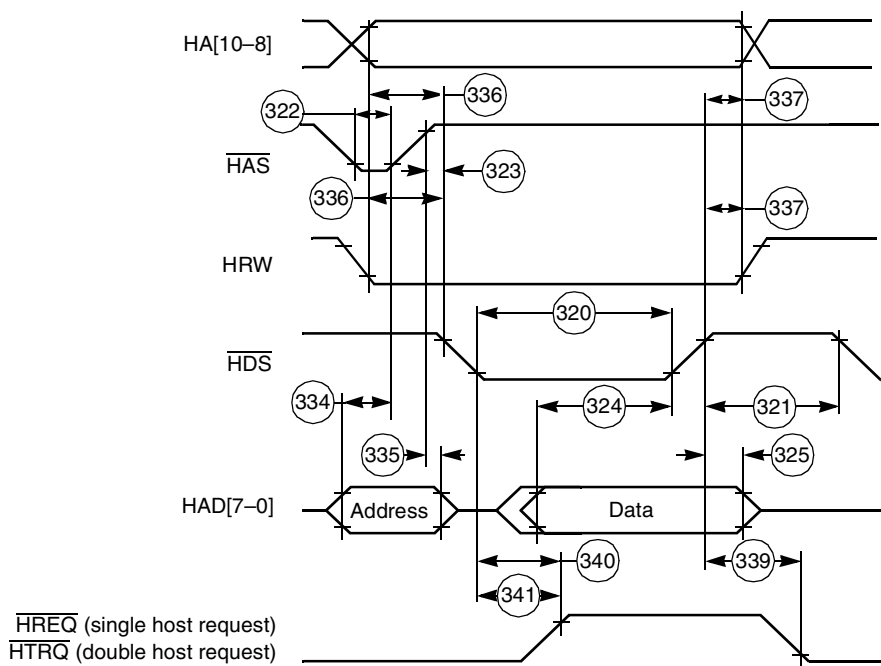 HA[10–8]
336
337
322
HAS
323
336
337
HRW
320
HDS
334
324
321
335
325
HAD[7–0]
Address
Data
340
339
341
HREQ (single host request)
HTRQ (double host request)